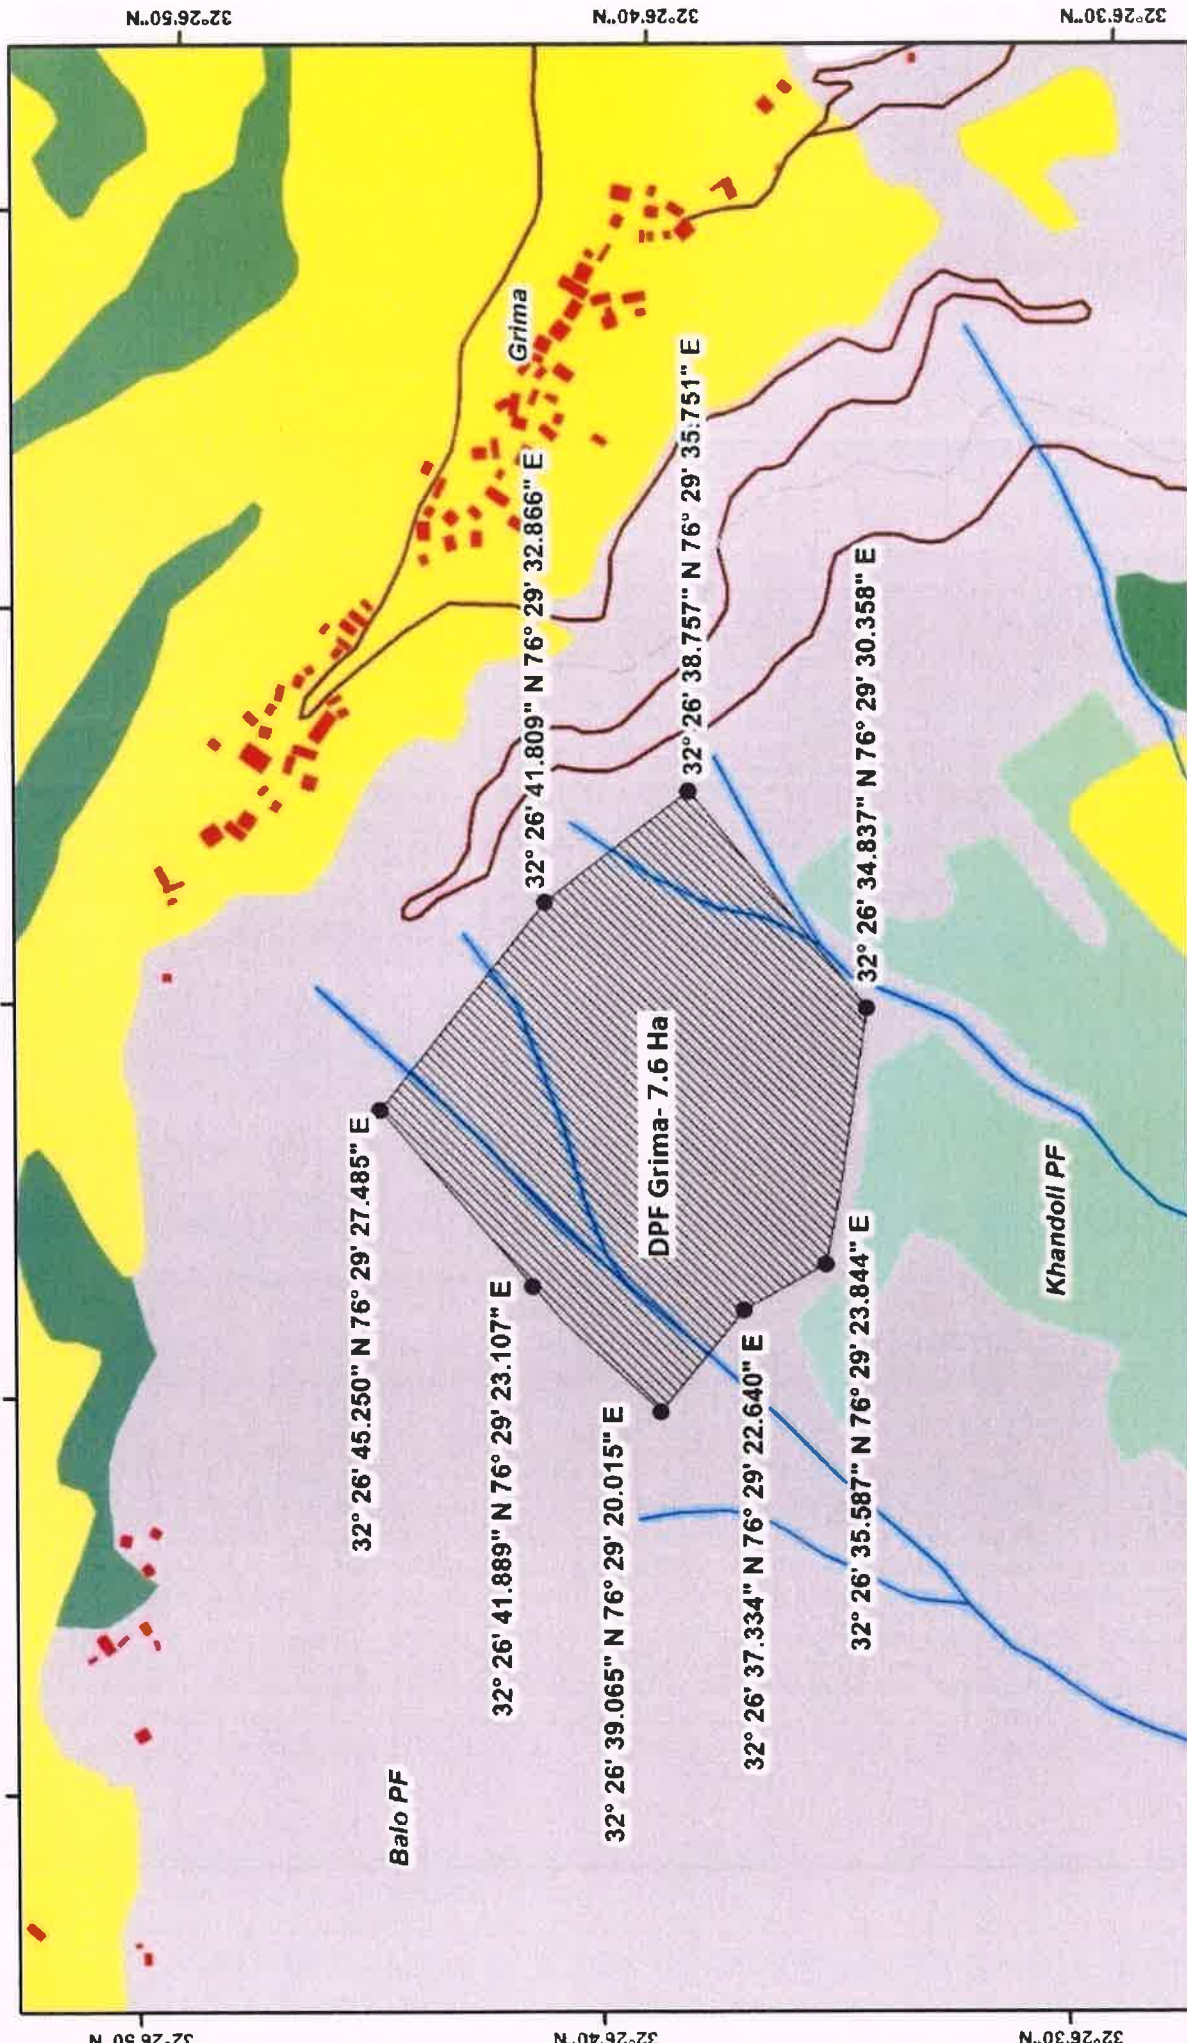 32°26'50"N
32°26'40"N
32°26'30"N
Grima
32° 26' 41.809" N 76° 29' 32.866" E
32° 26' 38.757" N 76° 29' 35.751" E
32° 26' 34.837" N 76° 29' 30.358" E
32° 26' 45.250" N 76° 29' 27.485" E
DPF Grima- 7.6 Ha
32° 26' 41.889" N 76° 29' 23.107" E
32° 26' 39.065" N 76° 29' 20.015" E
32° 26' 37.334" N 76° 29' 22.640" E
32° 26' 35.587" N 76° 29' 23.844" E
Khandoli PF
Balo PF
32°26'50"N
32°26'40"N
32°26'30"N